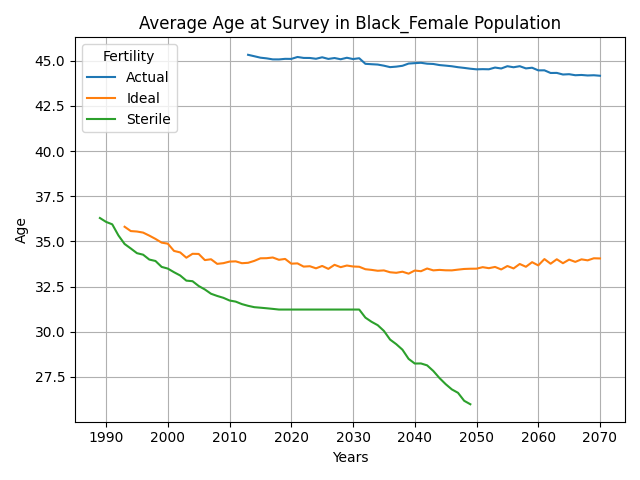 Average Age at Survey in Black_Female Population
Fertility
Actual
Ideal
Sterile
Age
45.0
42.5
40.0
37.5
35.0
32.5
30.0
27.5
1990 2000 2010 2020 2030 2040 2050 2060 2070
Years